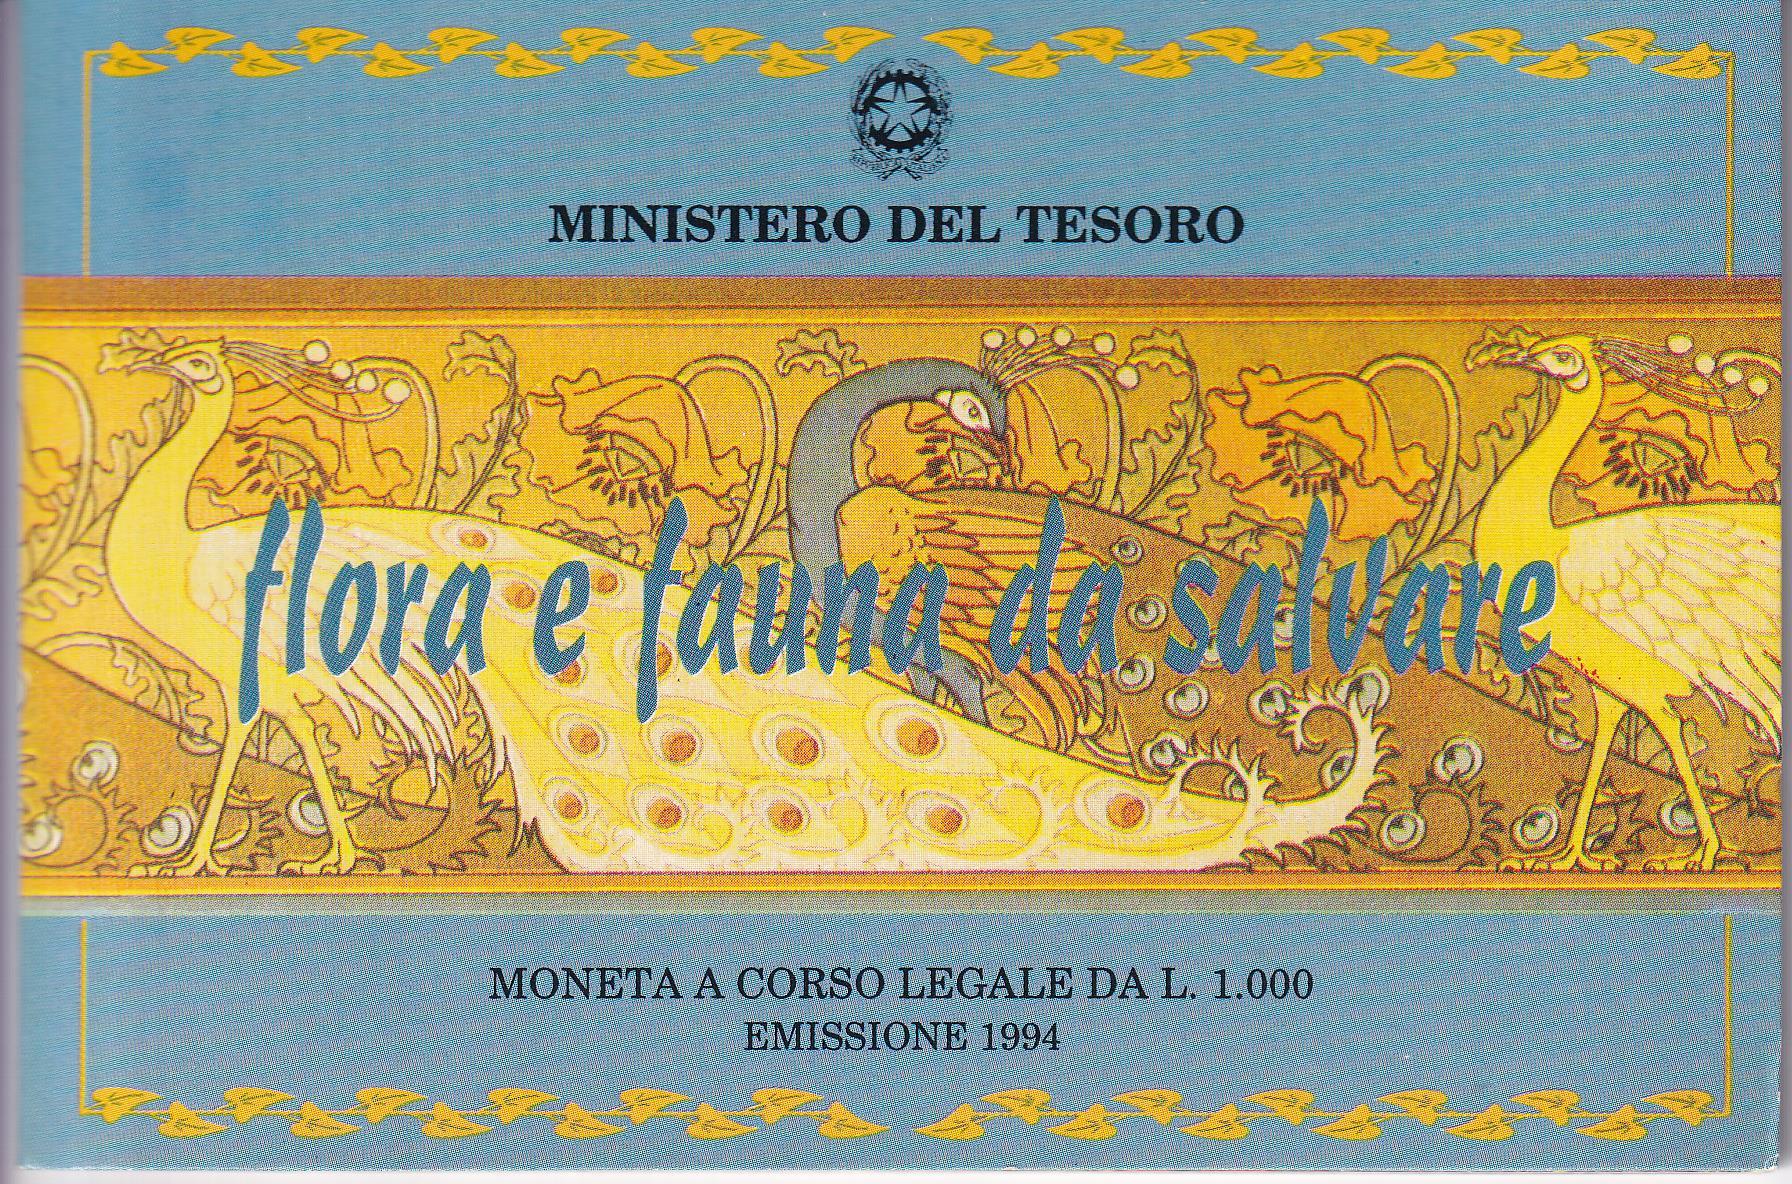 MINISTERO DEL TESORO
flora e fauna da salvare
MONETA A CORSO LEGALE DA L. 1.000
EMISSIONE 1994